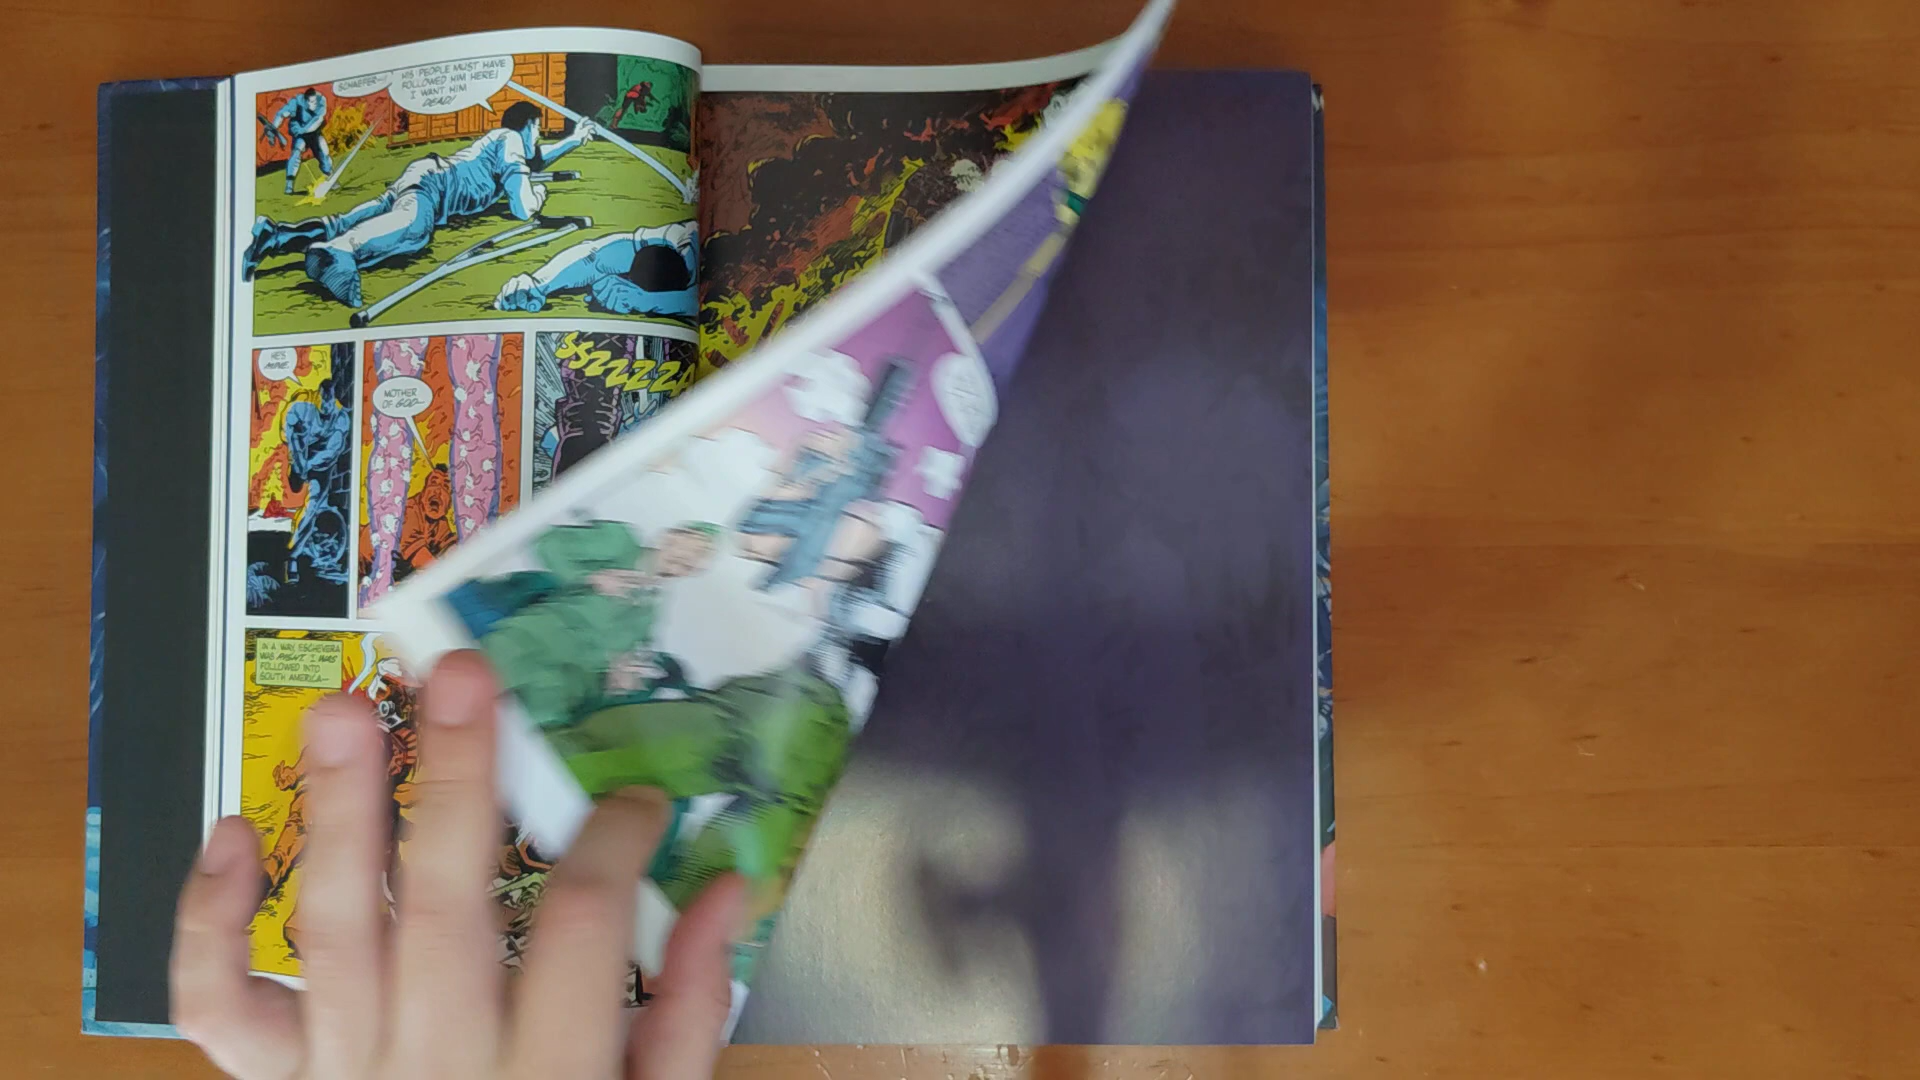 SCHAEFER--!
HIS PEOPLE MUST HAVE
FOLLOWED HIM HERE!
I WANT HIM
DEAD!
HE'S
MINE.
MOTHER
OF GOD--
SSZZZZA
IN A WAY, ESCHEVERA
WAS RIGHT. I WAS
FOLLOWED INTO
SOUTH AMERICA--